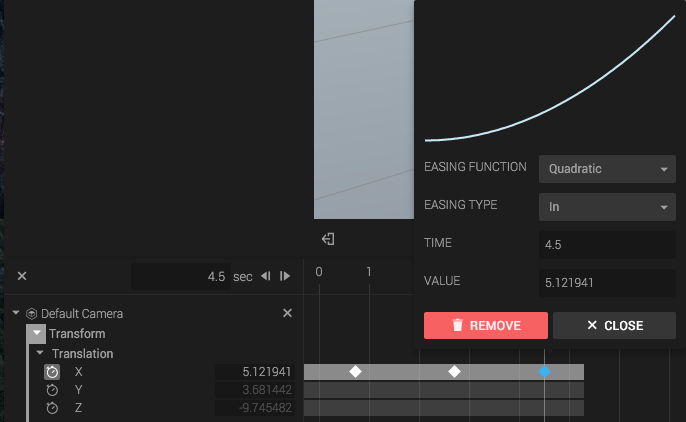 EASING FUNCTION Quadratic
EASING TYPE In
TIME 4.5
VALUE 5.121941
REMOVE CLOSE
4.5 sec 0 1
Default Camera
Transform
Translation
X 5.121941
Y 3.681442
Z -9.745482